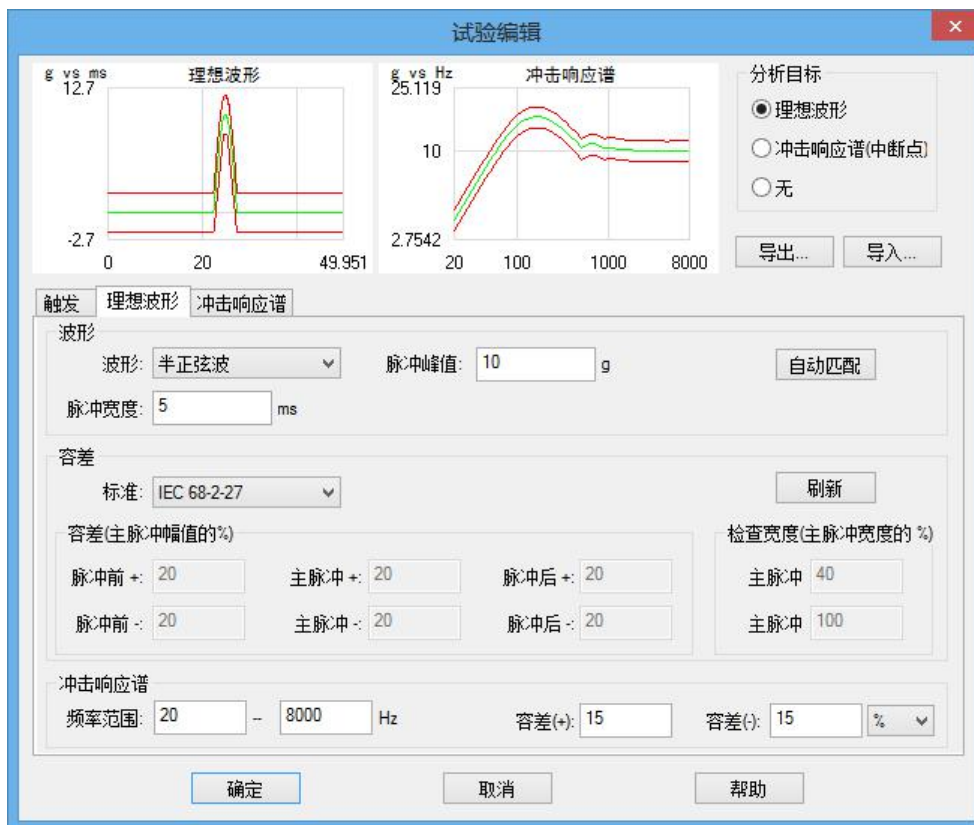 试验编辑
g vs ms 理想波形
12.7
-2.7
0 20 49.951
g vs Hz 冲击响应谱
25.119
10
2.7542
20 100 1000 8000
分析目标
理想波形
冲击响应谱(中断点)
无
导出... 导入...
触发 理想波形 冲击响应谱
波形
波形: 半正弦波 脉冲峰值: 10 g 自动匹配
脉冲宽度: 5 ms
容差
标准: IEC 68-2-27 刷新
容差(主脉冲幅值的%) 检查宽度(主脉冲宽度的 %)
脉冲前 +: 20 主脉冲 +: 20 脉冲后 +: 20 主脉冲 40
脉冲前 -: 20 主脉冲 -: 20 脉冲后 -: 20 主脉冲 100
冲击响应谱
频率范围: 20 -- 8000 Hz 容差(+): 15 容差(-): 15 %
确定 取消 帮助